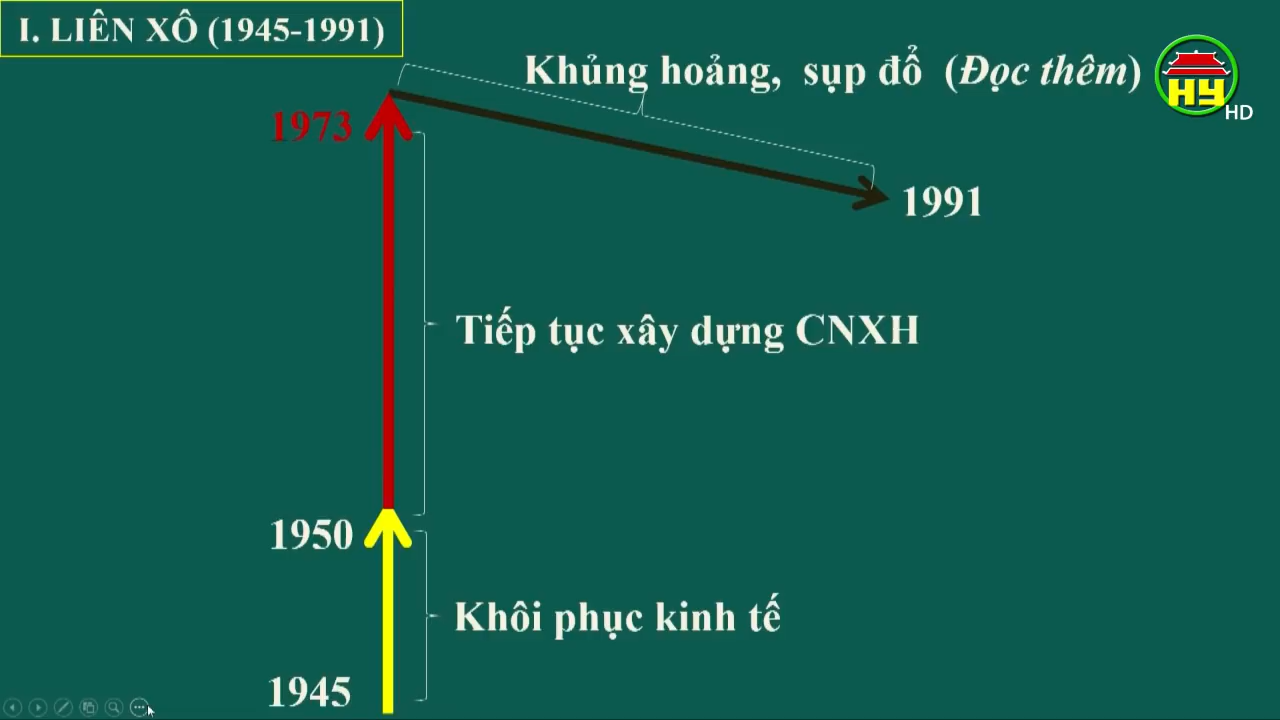 I. LIÊN XÔ (1945-1991)
Khủng hoảng, sụp đổ (Đọc thêm)
HY
HD
1973
1991
Tiếp tục xây dựng CNXH
1950
Khôi phục kinh tế
1945